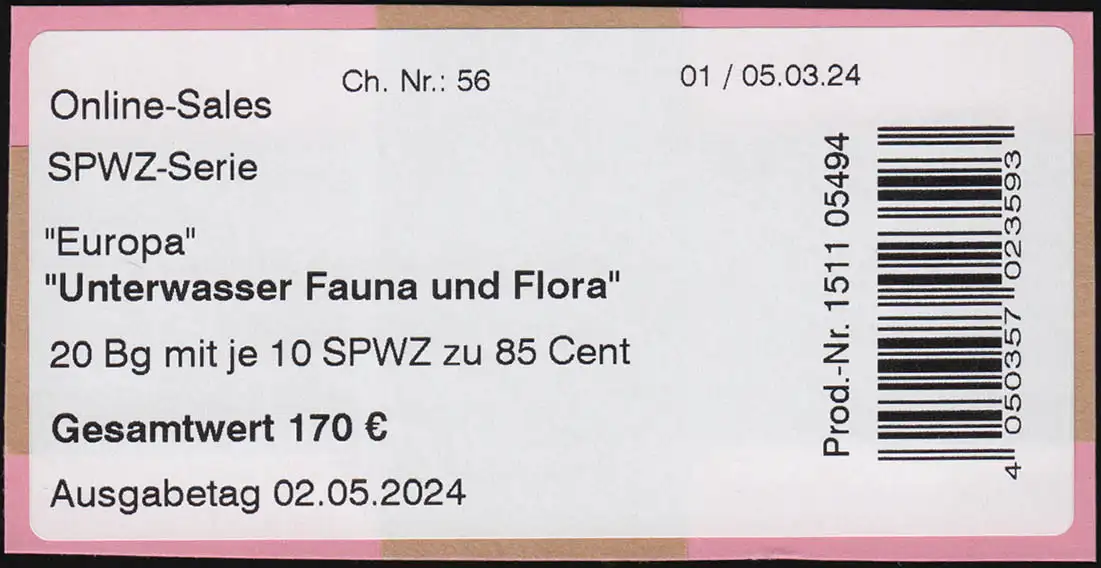 Ch. Nr.: 56
01 / 05.03.24
Online-Sales
SPWZ-Serie
"Europa"
"Unterwasser Fauna und Flora"
20 Bg mit je 10 SPWZ zu 85 Cent
Gesamtwert 170 €
Ausgabetag 02.05.2024
Prod.-Nr. 1511 05494
4 050357 023593